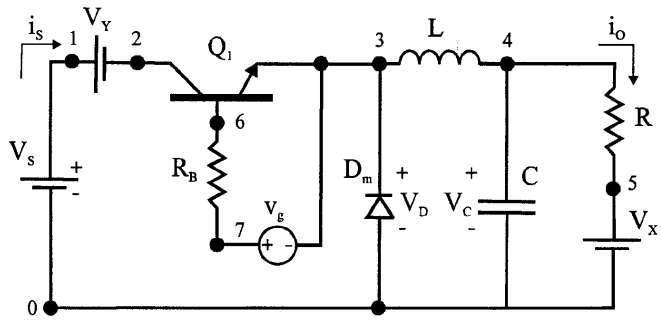 i_S
V_Y
1
2
Q_1
3
L
4
i_O
6
R
V_S
+
-
R_B
D_m
+
V_D
-
+
V_C
-
C
5
7
v_g
+ -
V_X
0